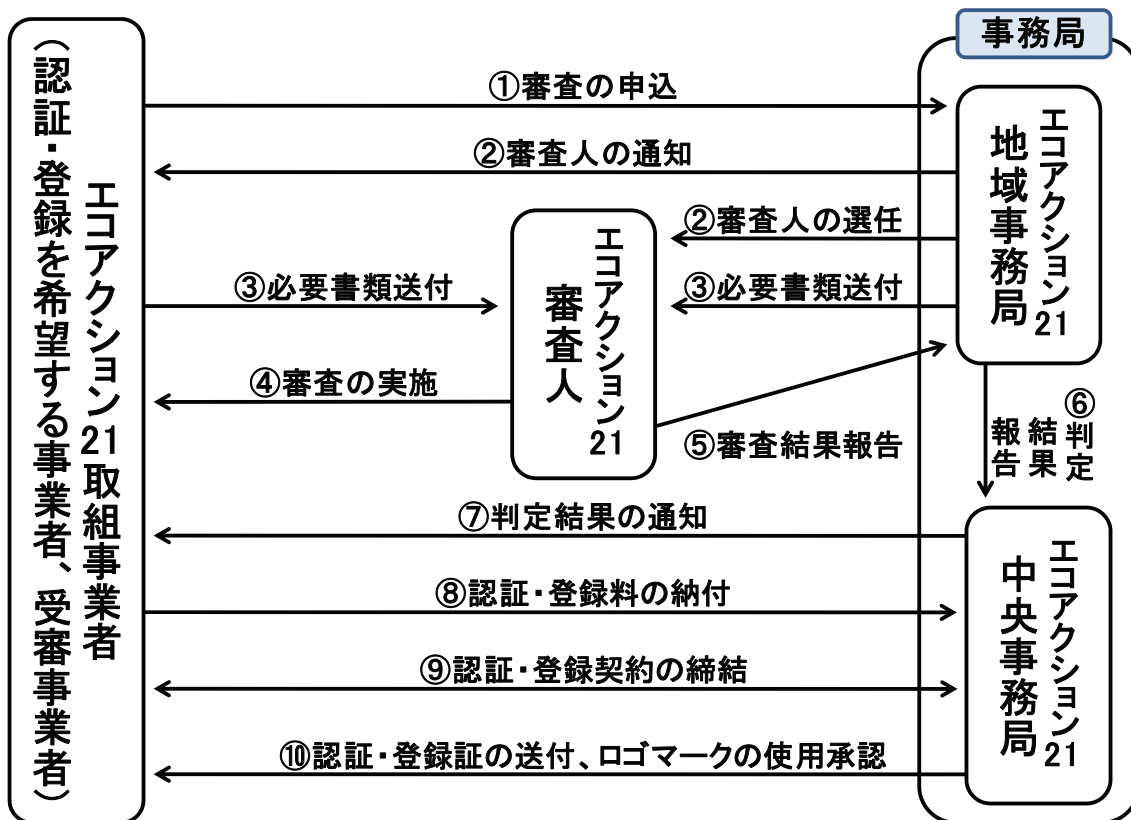 事務局
エコアクション21
地域事務局
エコアクション21取組事業者
(認証・登録を希望する事業者、受審事業者)
①審査の申込
②審査人の通知
②審査人の選任
③必要書類送付
③必要書類送付
エコアクション21
審査人
④審査の実施
⑤審査結果報告
⑥判定
結果
報告
⑦判定結果の通知
エコアクション21
中央事務局
⑧認証・登録料の納付
⑨認証・登録契約の締結
⑩認証・登録証の送付、ロゴマークの使用承認